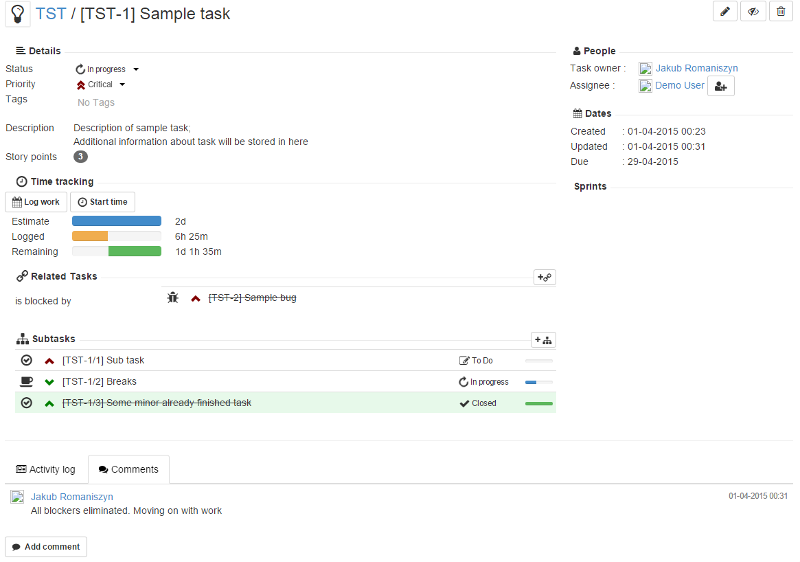 TST / [TST-1] Sample task
Details
Status In progress
Priority Critical
Tags No Tags
Description Description of sample task;
Additional information about task will be stored in here
Story points 3
Time tracking
Log work Start time
Estimate 2d
Logged 6h 25m
Remaining 1d 1h 35m
Related Tasks
is blocked by [TST-2] Sample bug
Subtasks
[TST-1/1] Sub task To Do
[TST-1/2] Breaks In progress
[TST-1/3] Some minor already finished task Closed
People
Task owner : Jakub Romaniszyn
Assignee : Demo User
Dates
Created : 01-04-2015 00:23
Updated : 01-04-2015 00:31
Due : 29-04-2015
Sprints
Activity log Comments
Jakub Romaniszyn 01-04-2015 00:31
All blockers eliminated. Moving on with work
Add comment